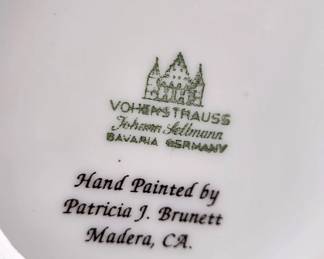 VOHENSTRAUSS
Johann Seltmann
BAVARIA GERMANY
Hand Painted by
Patricia J. Brunett
Madera, CA.